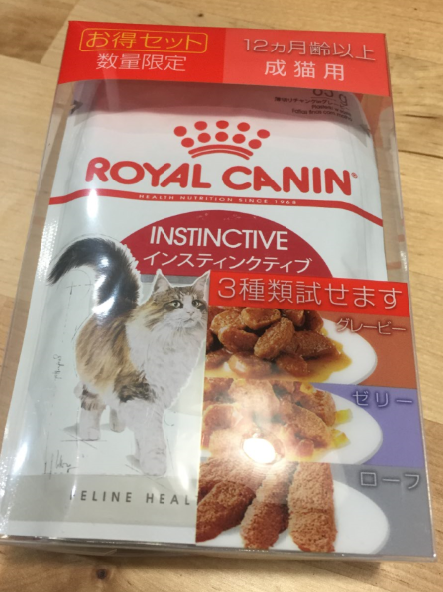 お得セット
数量限定
12ヵ月齢以上
成猫用
ROYAL CANIN
HEALTH NUTRITION SINCE 1968
INSTINCTIVE
インスティンクティブ
3種類試せます
グレービー
ゼリー
ローフ
FELINE HEAL